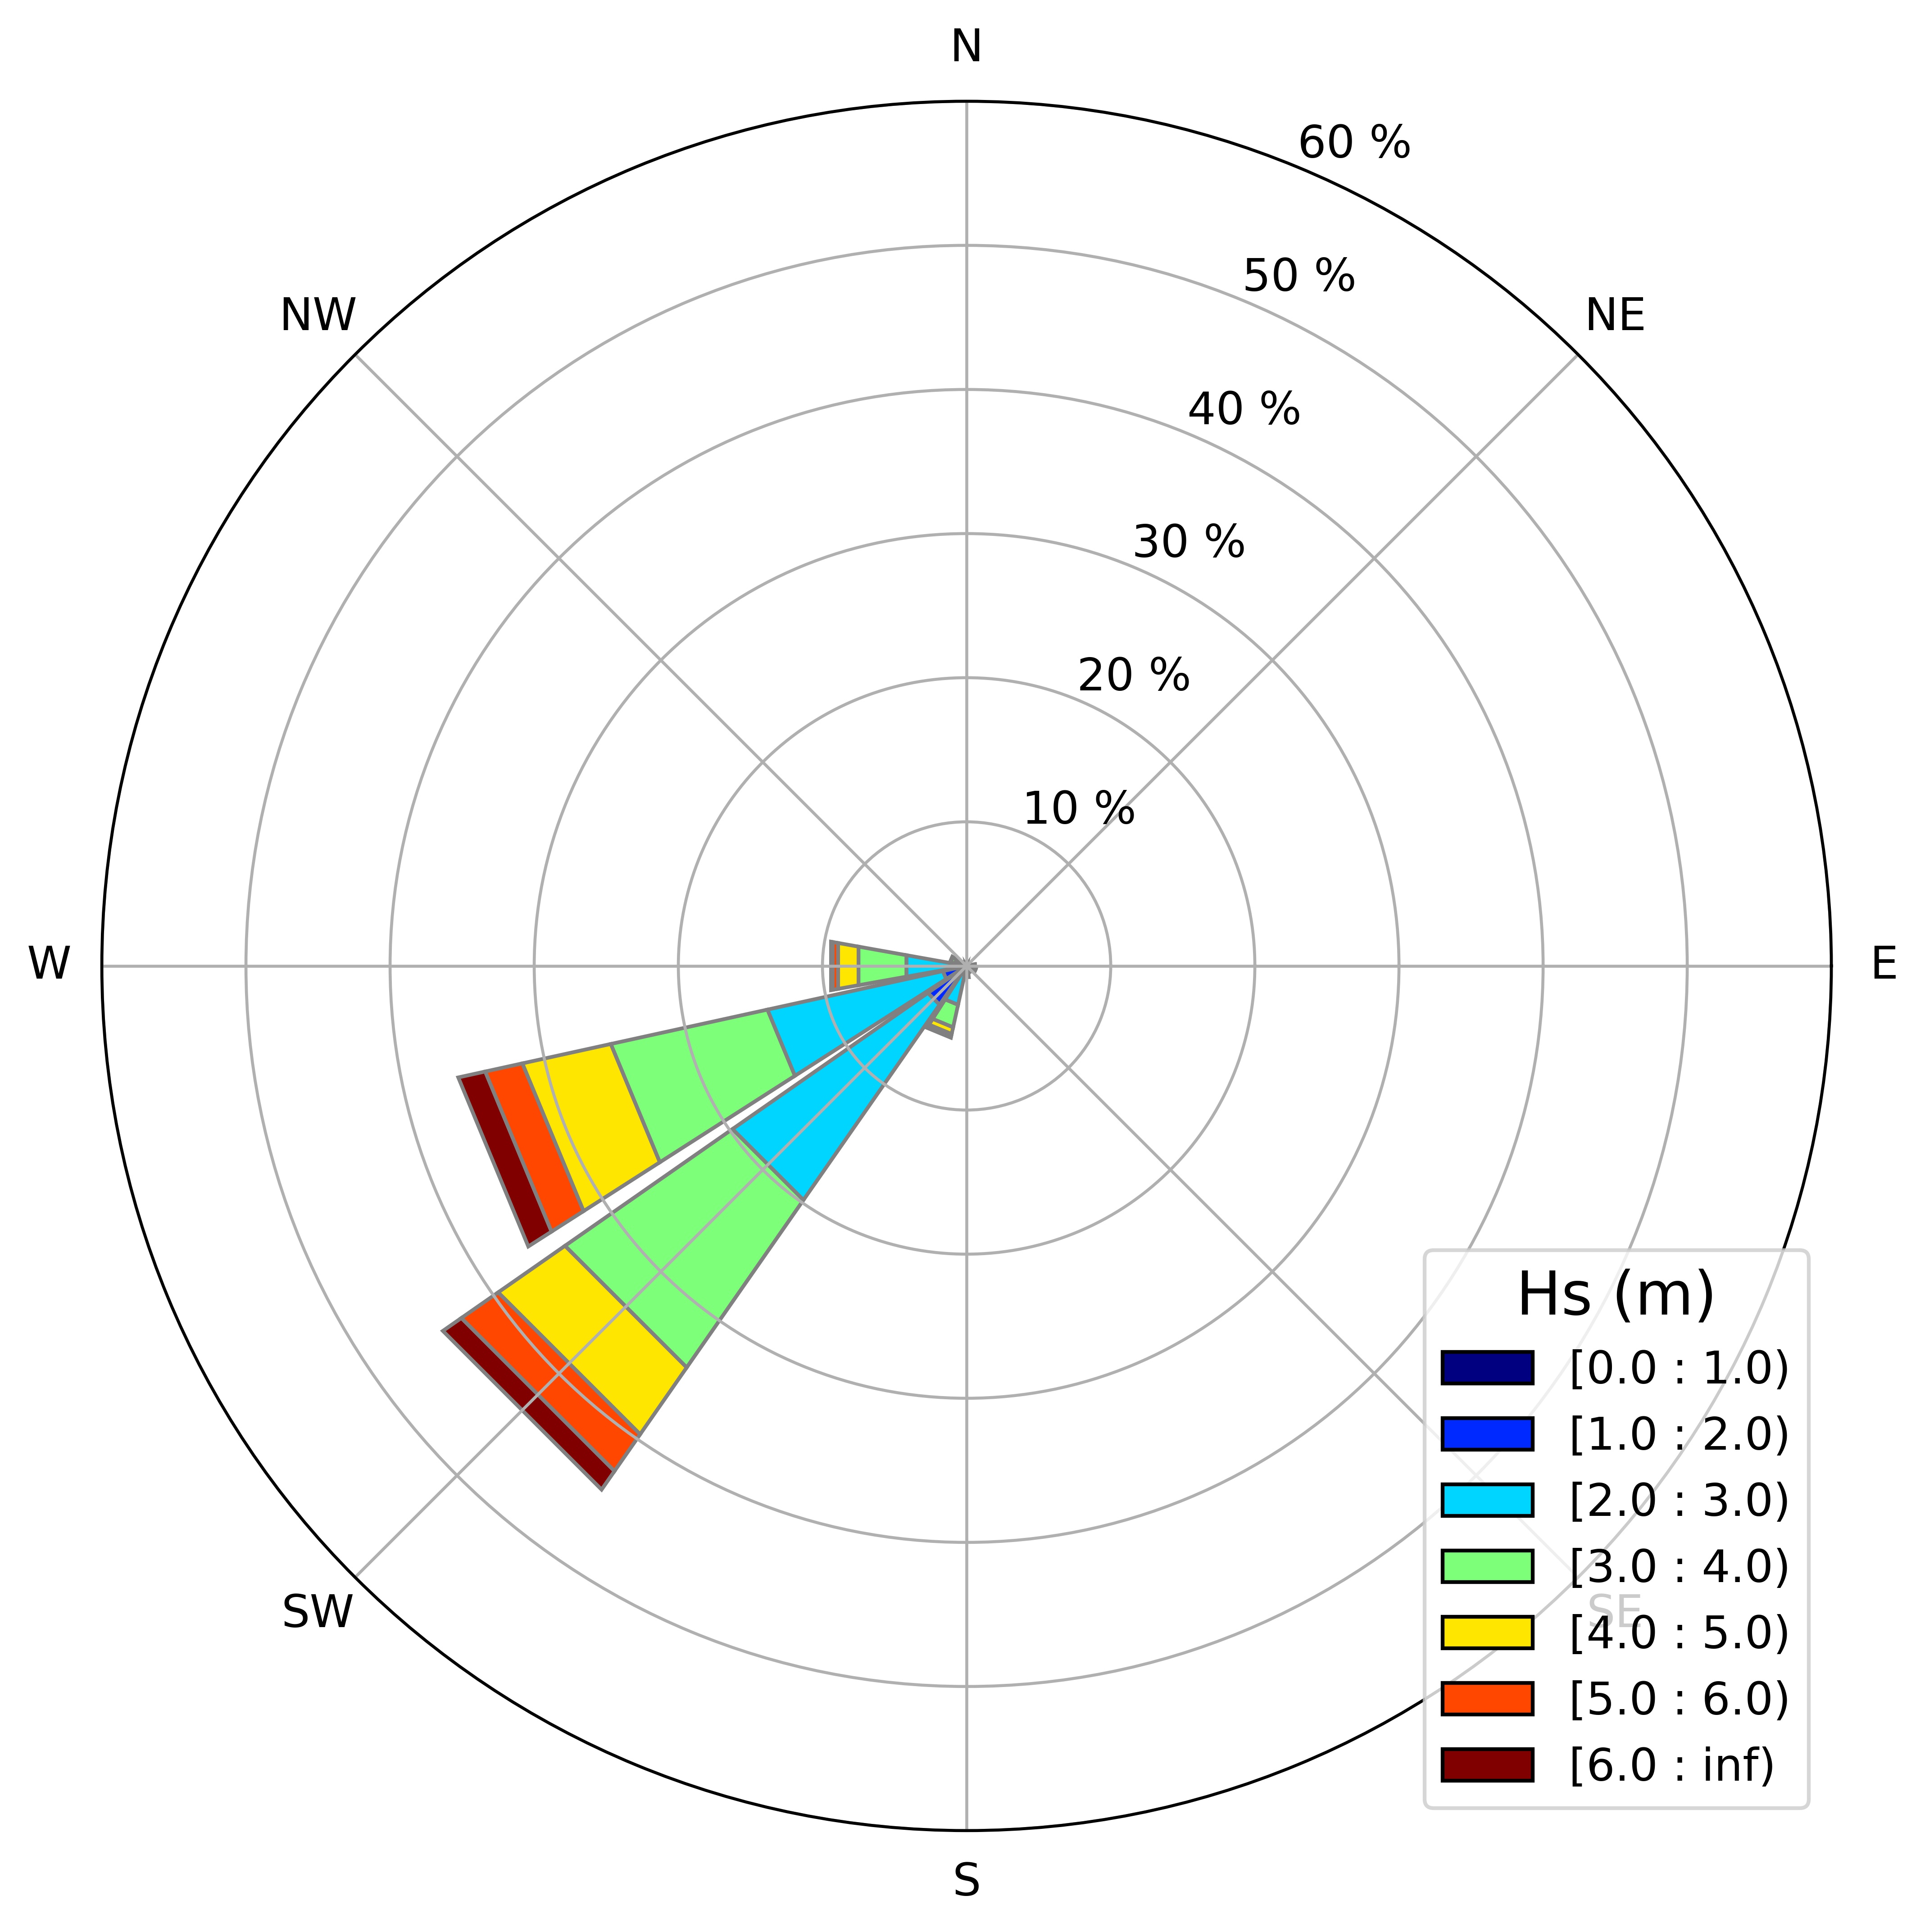 N
60 %
50 %
NW
NE
40 %
30 %
20 %
10 %
W
E
Hs (m)
[0.0 : 1.0)
[1.0 : 2.0)
[2.0 : 3.0)
[3.0 : 4.0)
SW
SE
[4.0 : 5.0)
[5.0 : 6.0)
[6.0 : inf)
S